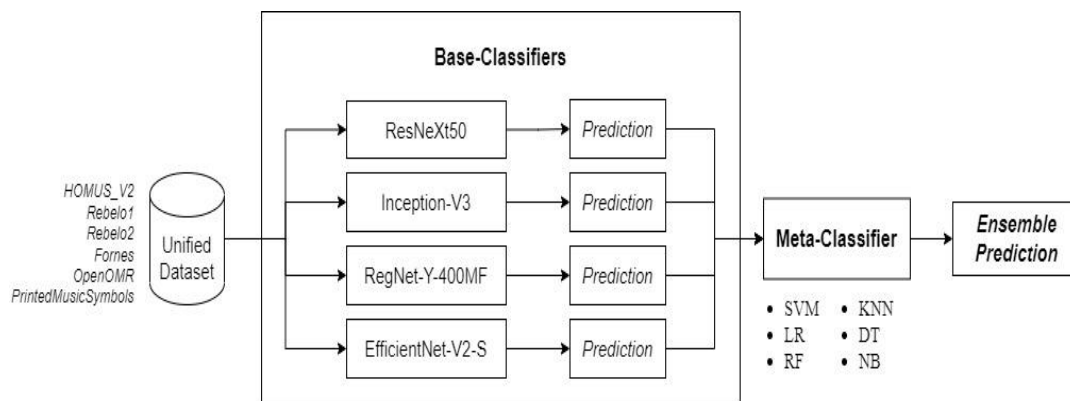 HOMUS_V2
Rebelo1
Rebelo2
Fornes
OpenOMR
PrintedMusicSymbols
Unified
Dataset
Base-Classifiers
ResNeXt50
Prediction
Inception-V3
Prediction
RegNet-Y-400MF
Prediction
EfficientNet-V2-S
Prediction
Meta-Classifier
• SVM • KNN
• LR • DT
• RF • NB
Ensemble
Prediction